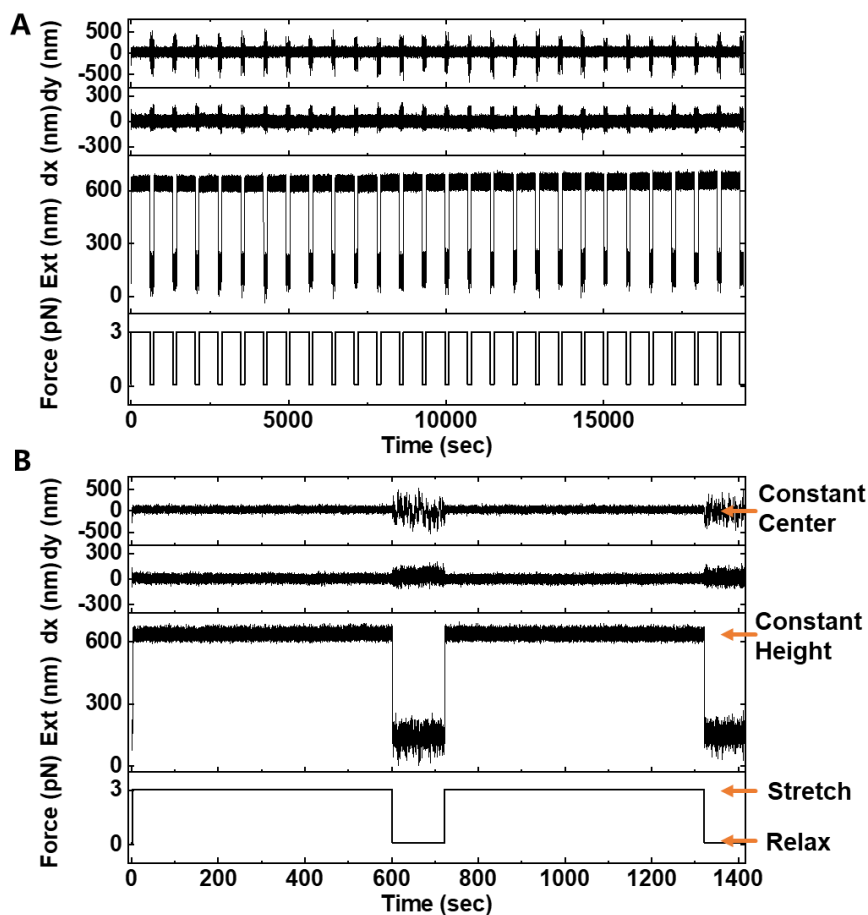 A
dy (nm)
500
0
-500
dx (nm)
300
0
-300
Ext (nm)
600
300
0
Force (pN)
3
0
0 5000 10000 15000
Time (sec)
B
dy (nm)
500
0
-500
Constant
Center
dx (nm)
300
0
-300
Ext (nm)
600
300
0
Constant
Height
Force (pN)
3
0
Stretch
Relax
0 200 400 600 800 1000 1200 1400
Time (sec)